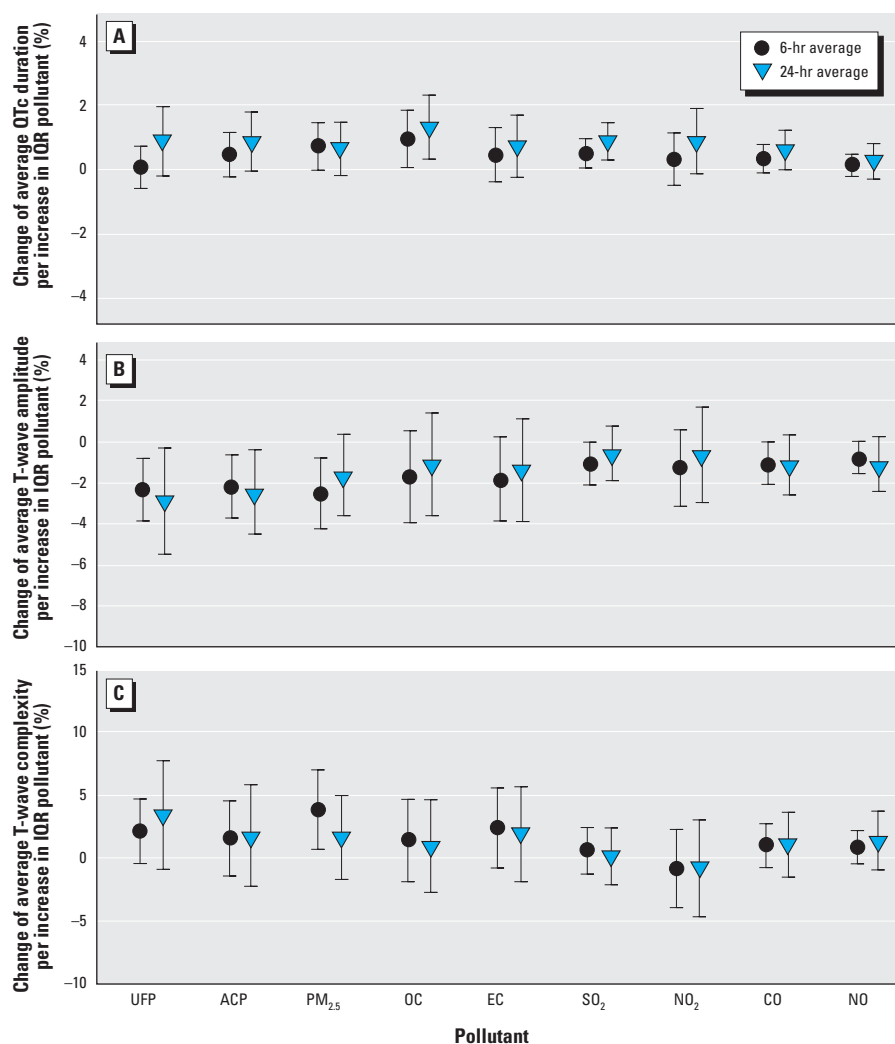 A
6-hr average
24-hr average
Change of average QTc duration
per increase in IQR pollutant (%)
4
2
0
–2
–4
B
Change of average T-wave amplitude
per increase in IQR pollutant (%)
4
2
0
–2
–4
–6
–8
–10
C
Change of average T-wave complexity
per increase in IQR pollutant (%)
15
10
5
0
–5
–10
UFP ACP PM2.5 OC EC SO2 NO2 CO NO
Pollutant